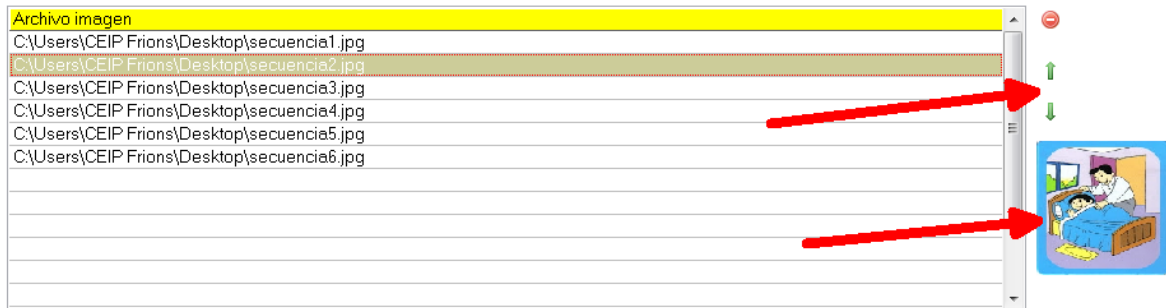 Archivo imagen
C:\Users\CEIP Frions\Desktop\secuencia1.jpg
C:\Users\CEIP Frions\Desktop\secuencia2.jpg
C:\Users\CEIP Frions\Desktop\secuencia3.jpg
C:\Users\CEIP Frions\Desktop\secuencia4.jpg
C:\Users\CEIP Frions\Desktop\secuencia5.jpg
C:\Users\CEIP Frions\Desktop\secuencia6.jpg